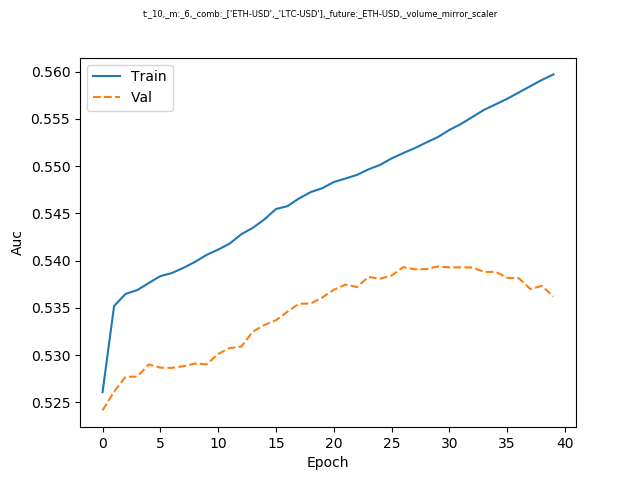 t:_10,_m:_6,_comb:_['ETH-USD',_'LTC-USD'],_future:_ETH-USD,_volume_mirror_scaler
Train
Val
0.560
0.555
0.550
0.545
0.540
0.535
0.530
0.525
Auc
0 5 10 15 20 25 30 35 40
Epoch